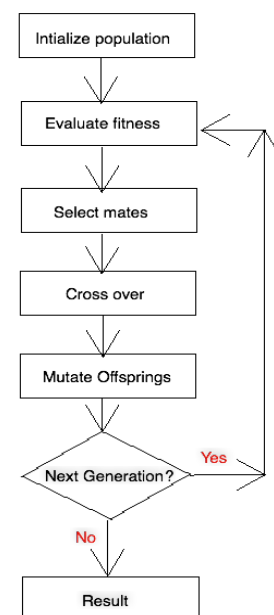 Intialize population
Evaluate fitness
Select mates
Cross over
Mutate Offsprings
Next Generation?
Yes
No
Result